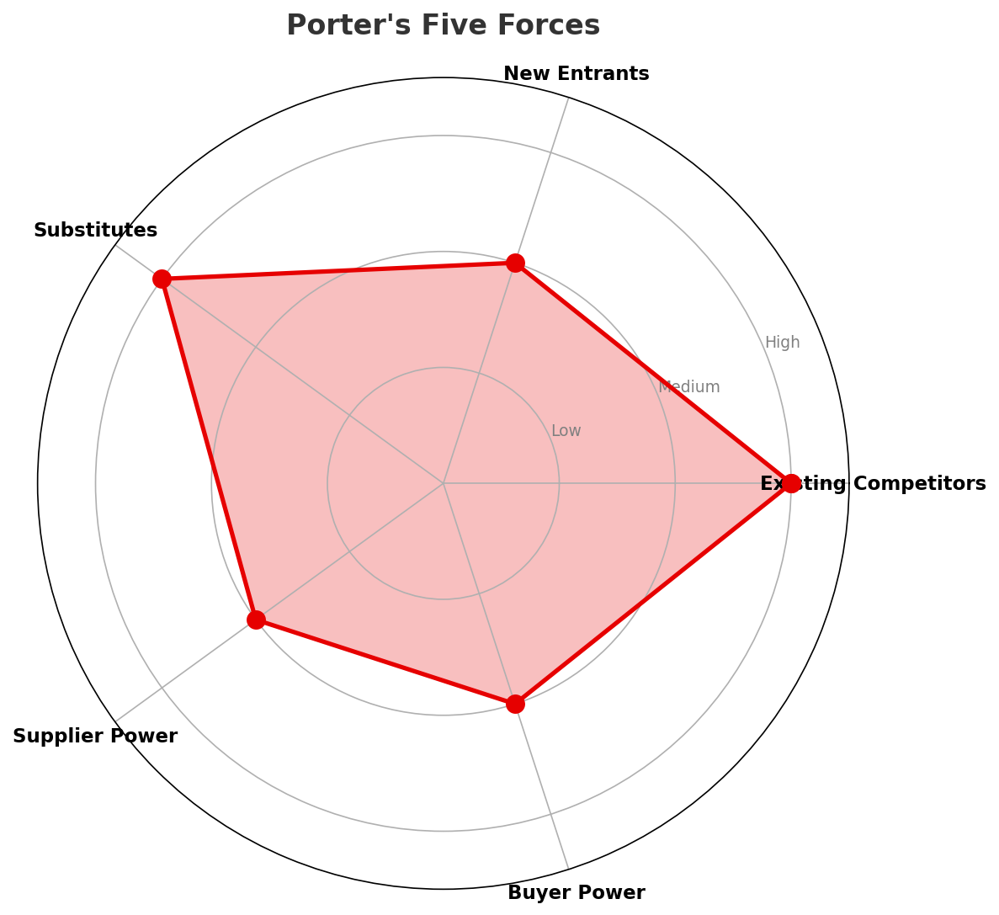 Porter's Five Forces
New Entrants
Substitutes
High
Medium
Low
Existing Competitors
Supplier Power
Buyer Power